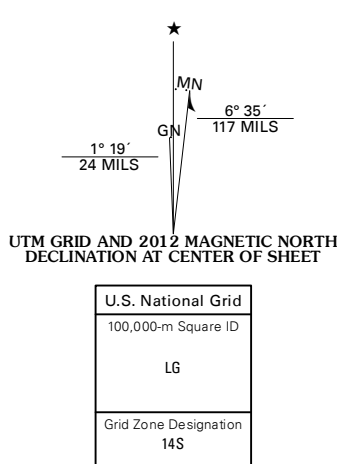 ★
MN
6° 35´
117 MILS
GN
1° 19´
24 MILS
UTM GRID AND 2012 MAGNETIC NORTH
DECLINATION AT CENTER OF SHEET
U.S. National Grid
100,000-m Square ID
LG
Grid Zone Designation
14S